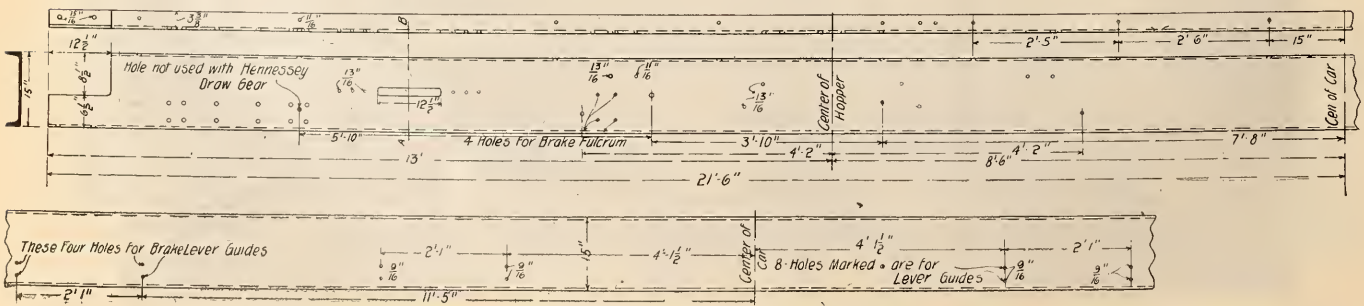 15/16"
3 3/8"
11/16"
B
2'-5"
2'6"
15"
12 1/2"
8 1/2"
6 1/2"
15"
Hole not used with Hennessey
Draw Gear
13/16"
12 1/2"
13/16"
11/16"
13/16"
Center of
Hopper
Cen of Car
5'-10"
A
4 Holes For Brake Fulcrum
3'-10"
7'-8"
13'
4'-2"
4'-2"
8'-6"
21'-6"
These Four Holes for BrakeLever Guides
2'-1"
15"
4'-1 1/2"
Center of
Car
4'1 1/2"
2'-1"
9/16"
9/16"
8-Holes Marked • are for
Lever Guides
9/16"
9/16"
2'1"
11'-5"